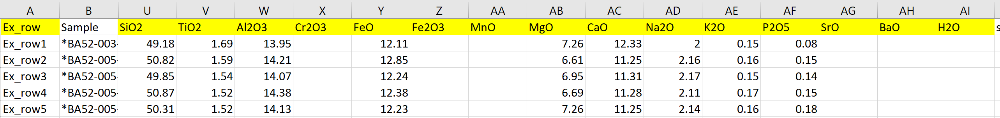 A B U V W X Y Z AA AB AC AD AE AF AG AH AI
Ex_row Sample SiO2 TiO2 Al2O3 Cr2O3 FeO Fe2O3 MnO MgO CaO Na2O K2O P2O5 SrO BaO H2O s
Ex_row1 *BA52-003- 49.18 1.69 13.95 12.11 7.26 12.33 2 0.15 0.08
Ex_row2 *BA52-005- 50.82 1.59 14.21 12.85 6.61 11.25 2.16 0.16 0.15
Ex_row3 *BA52-005- 49.85 1.54 14.07 12.24 6.95 11.31 2.17 0.15 0.14
Ex_row4 *BA52-005- 50.87 1.52 14.38 12.38 6.69 11.28 2.11 0.17 0.15
Ex_row5 *BA52-005- 50.31 1.52 14.13 12.23 7.26 11.25 2.14 0.16 0.18